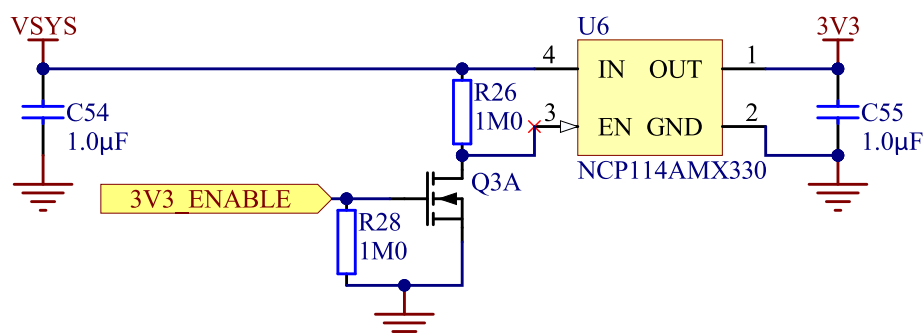 VSYS
U6
3V3
4
IN
OUT
1
C54
1.0µF
R26
1M0
3
EN
GND
2
C55
1.0µF
NCP114AMX330
Q3A
3V3_ENABLE
R28
1M0